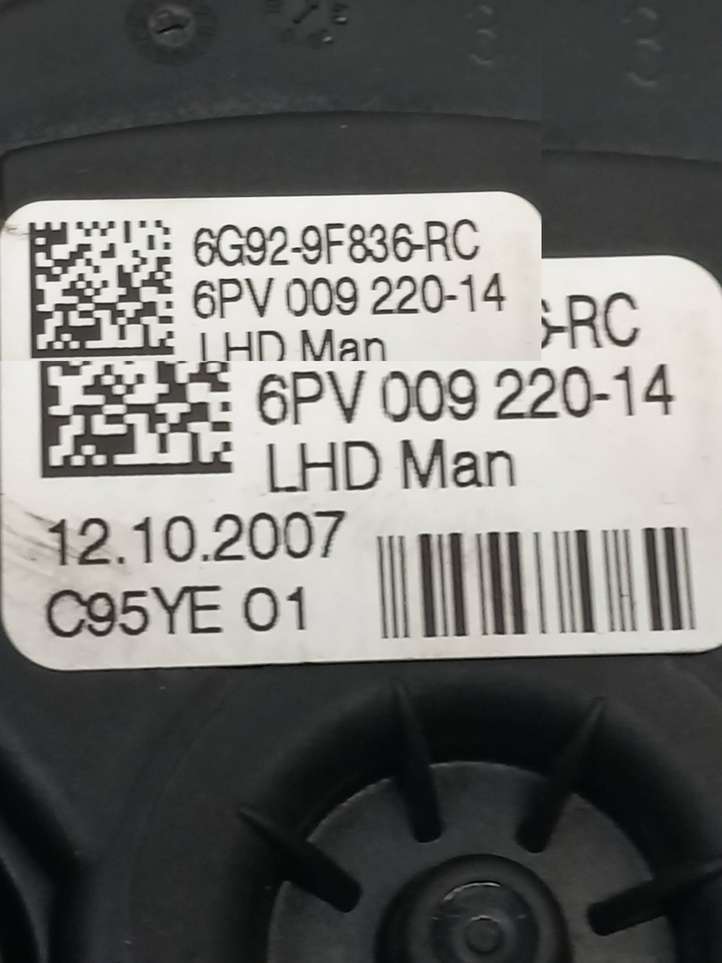 6G92-9F836-RC
6PV 009 220-14
LHD Man
-RC
6PV 009 220-14
LHD Man
12.10.2007
C95YE 01